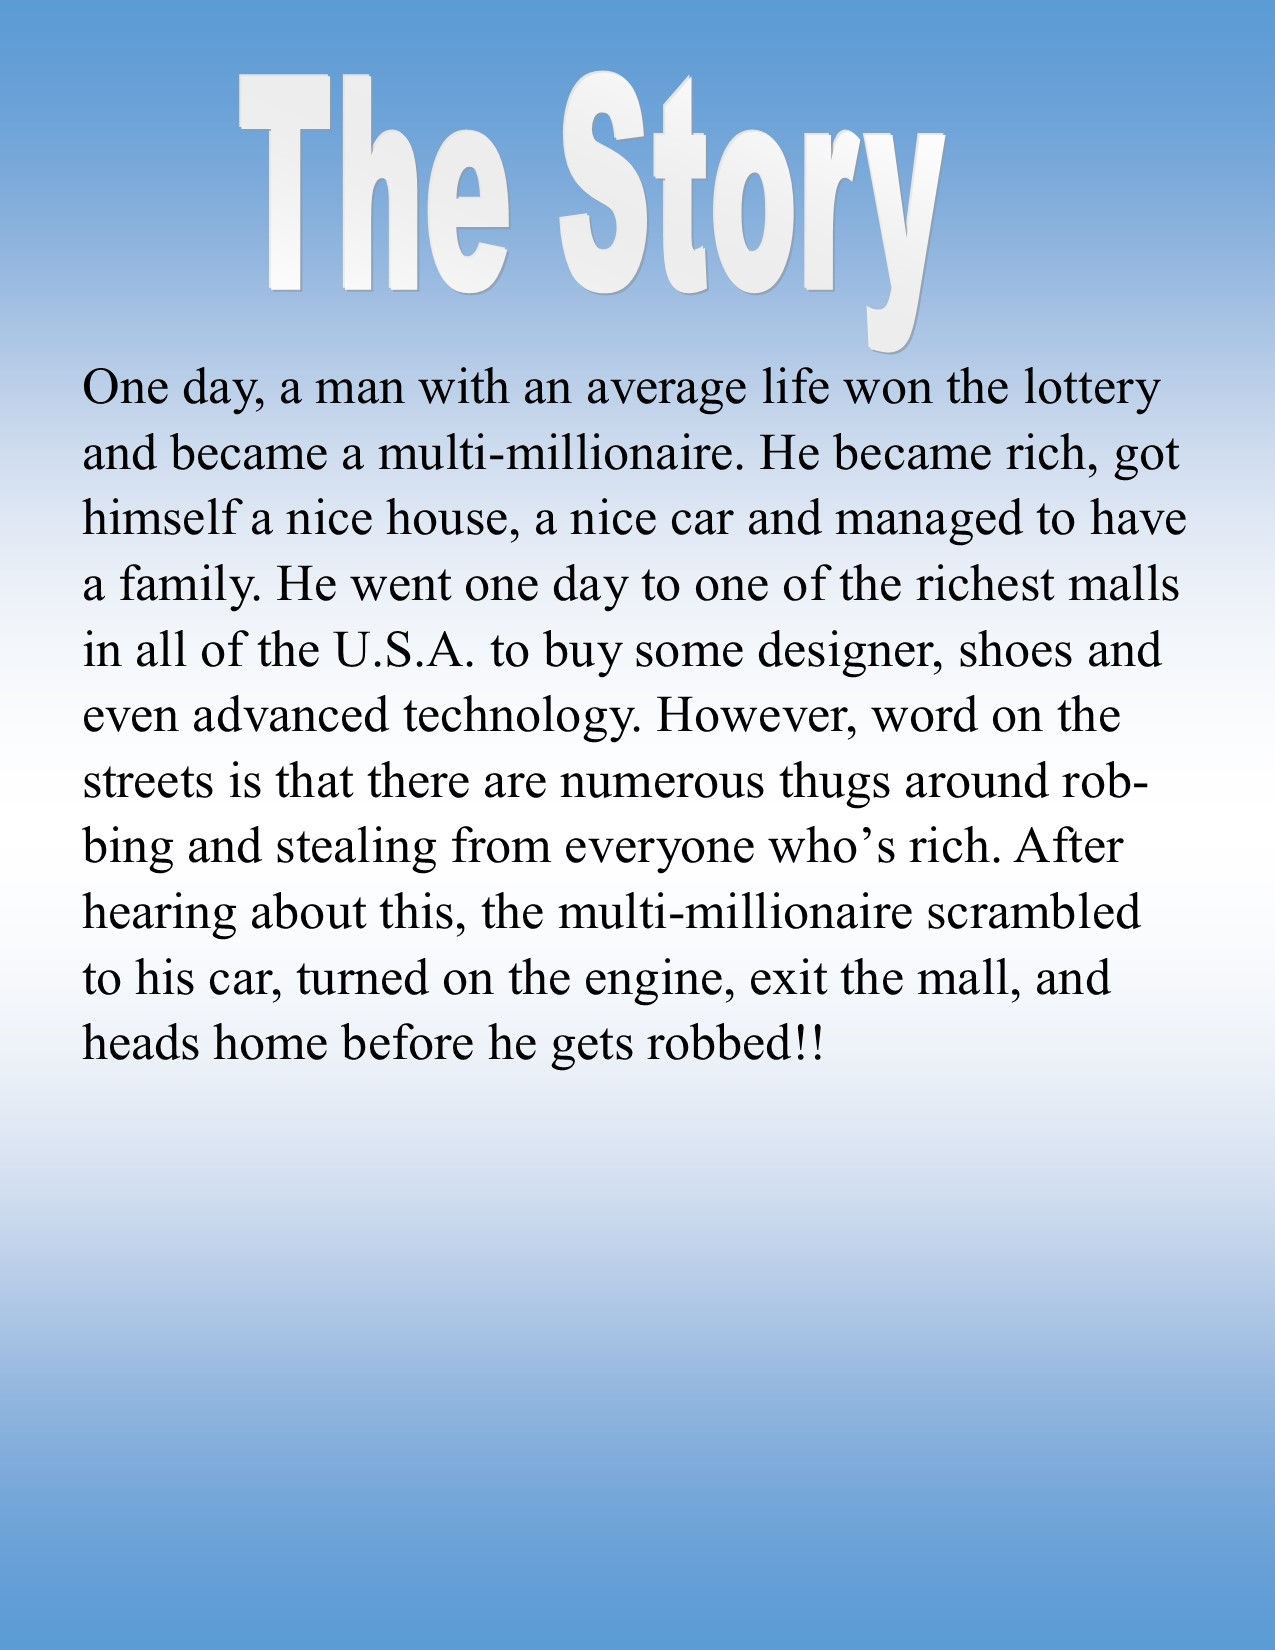 The Story
One day, a man with an average life won the lottery
and became a multi-millionaire. He became rich, got
himself a nice house, a nice car and managed to have
a family. He went one day to one of the richest malls
in all of the U.S.A. to buy some designer, shoes and
even advanced technology. However, word on the
streets is that there are numerous thugs around rob-
bing and stealing from everyone who’s rich. After
hearing about this, the multi-millionaire scrambled
to his car, turned on the engine, exit the mall, and
heads home before he gets robbed!!